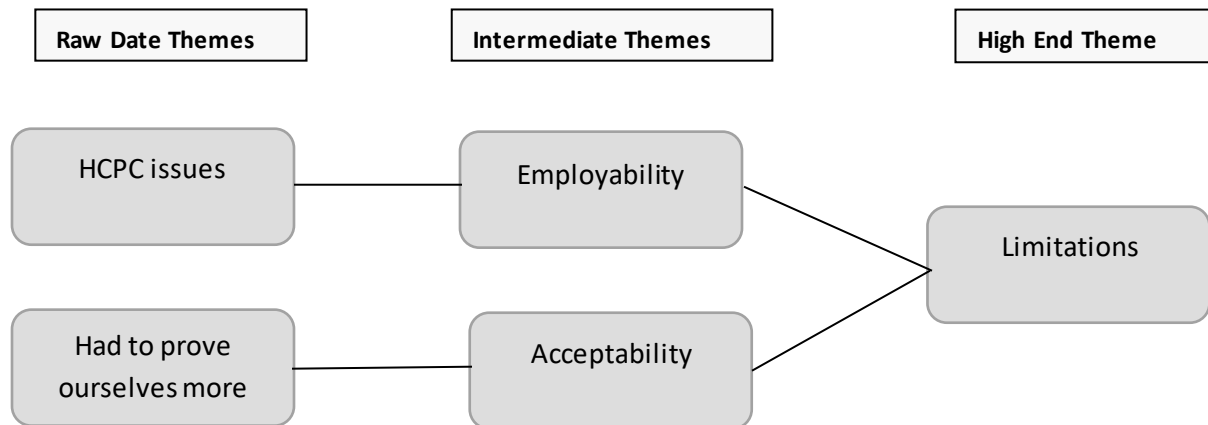 Raw Date Themes
Intermediate Themes
High End Theme
HCPC issues
Employability
Limitations
Had to prove
ourselves more
Acceptability